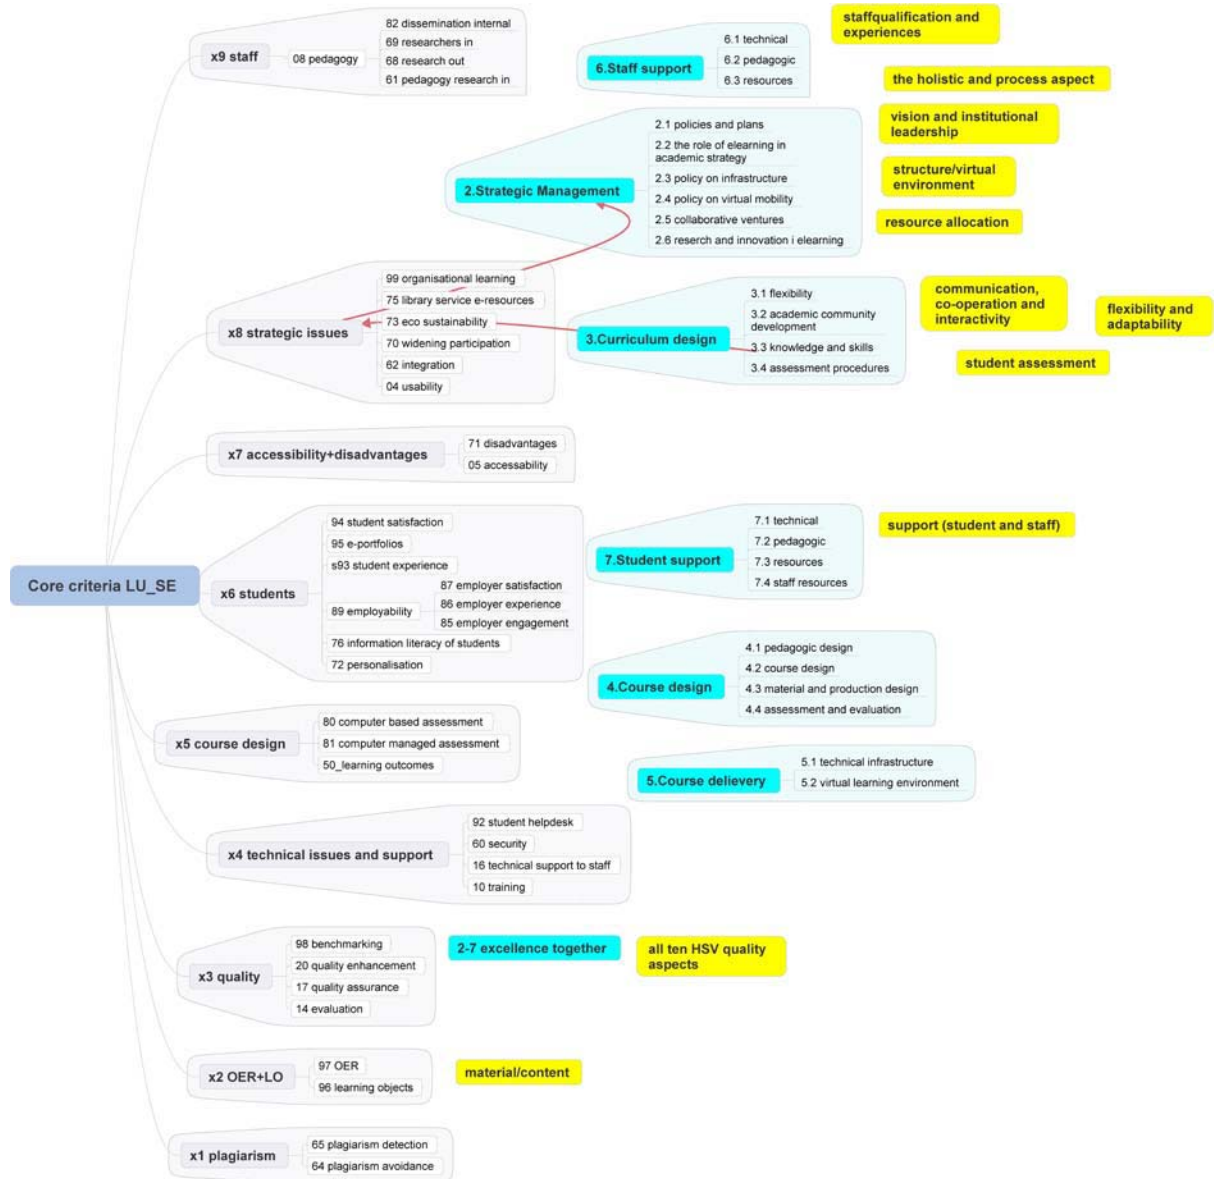 Core criteria LU_SE
x9 staff
08 pedagogy
82 dissemination internal
69 researchers in
68 research out
61 pedagogy research in
6.Staff support
6.1 technical
6.2 pedagogic
6.3 resources
staffqualification and
experiences
the holistic and process aspect
2.Strategic Management
2.1 policies and plans
2.2 the role of elearning in
academic strategy
2.3 policy on infrastructure
2.4 policy on virtual mobility
2.5 collaborative ventures
2.6 reserch and innovation i elearning
vision and institutional
leadership
structure/virtual
environment
resource allocation
x8 strategic issues
99 organisational learning
75 library service e-resources
73 eco sustainability
70 widening participation
62 integration
04 usability
3.Curriculum design
3.1 flexibility
3.2 academic community
development
3.3 knowledge and skills
3.4 assessment procedures
communication,
co-operation and
interactivity
flexibility and
adaptability
student assessment
x7 accessibility+disadvantages
71 disadvantages
05 accessability
x6 students
94 student satisfaction
95 e-portfolios
s93 student experience
89 employability
87 employer satisfaction
86 employer experience
85 employer engagement
76 information literacy of students
72 personalisation
7.Student support
7.1 technical
7.2 pedagogic
7.3 resources
7.4 staff resources
support (student and staff)
4.Course design
4.1 pedagogic design
4.2 course design
4.3 material and production design
4.4 assessment and evaluation
x5 course design
80 computer based assessment
81 computer managed assessment
50_learning outcomes
5.Course delievery
5.1 technical infrastructure
5.2 virtual learning environment
x4 technical issues and support
92 student helpdesk
60 security
16 technical support to staff
10 training
x3 quality
98 benchmarking
20 quality enhancement
17 quality assurance
14 evaluation
2-7 excellence together
all ten HSV quality
aspects
x2 OER+LO
97 OER
96 learning objects
material/content
x1 plagiarism
65 plagiarism detection
64 plagiarism avoidance